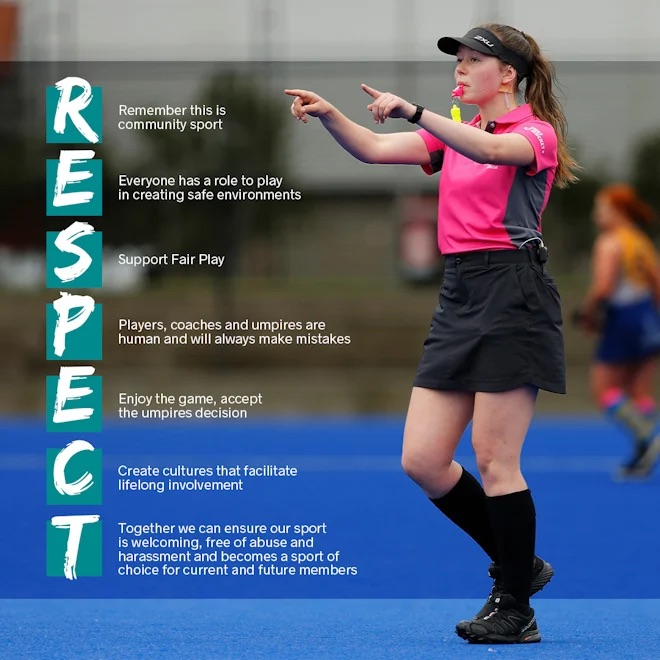 2XU
R
Remember this is
community sport
E
Everyone has a role to play
in creating safe environments
S
Support Fair Play
P
Players, coaches and umpires are
human and will always make mistakes
E
Enjoy the game, accept
the umpires decision
C
Create cultures that facilitate
lifelong involvement
T
Together we can ensure our sport
is welcoming, free of abuse and
harassment and becomes a sport of
choice for current and future members